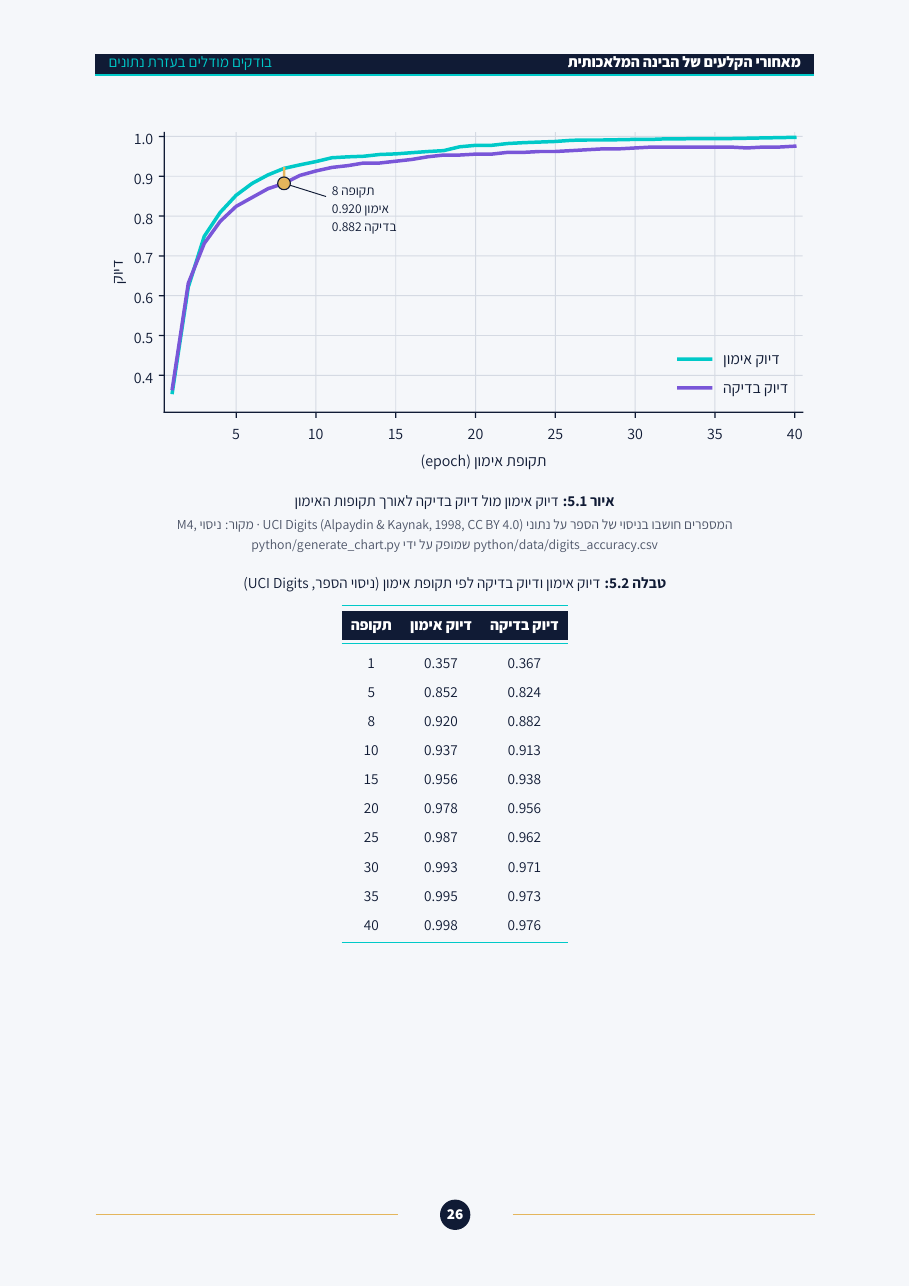 מאחורי הקלעים של הבינה המלאכותית
בודקים מודלים בעזרת נתונים
1.0
0.9
0.8
0.7
0.6
0.5
0.4
דיוק
תקופה 8
אימון 0.920
בדיקה 0.882
דיוק אימון
דיוק בדיקה
5 10 15 20 25 30 35 40
תקופת אימון (epoch)
איור 5.1: דיוק אימון מול דיוק בדיקה לאורך תקופות האימון
המספרים חושבו בניסוי של הספר על נתוני UCI Digits (Alpaydin & Kaynak, 1998, CC BY 4.0) · מקור: ניסוי M4,
python/data/digits_accuracy.csv שמופק על ידי python/generate_chart.py
טבלה 5.2: דיוק אימון ודיוק בדיקה לפי תקופת אימון (ניסוי הספר, UCI Digits)
תקופה דיוק אימון דיוק בדיקה
1 0.357 0.367
5 0.852 0.824
8 0.920 0.882
10 0.937 0.913
15 0.956 0.938
20 0.978 0.956
25 0.987 0.962
30 0.993 0.971
35 0.995 0.973
40 0.998 0.976
26